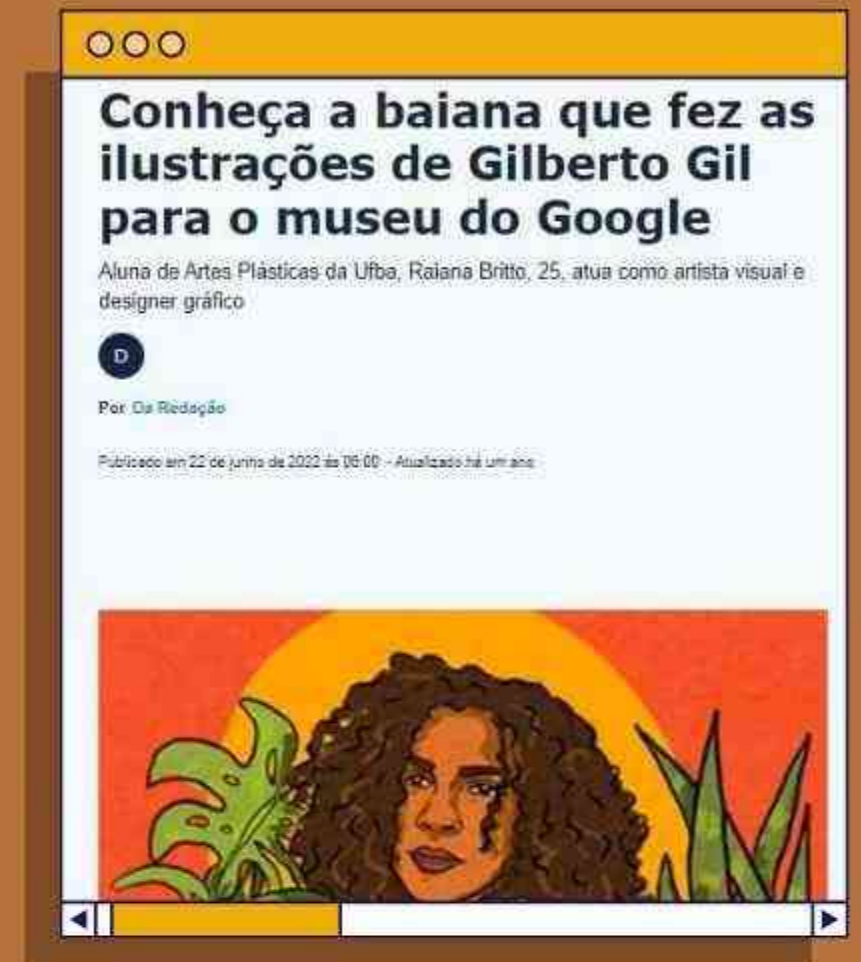 Conheça a baiana que fez as
ilustrações de Gilberto Gil
para o museu do Google
Aluna de Artes Plásticas da Ufba, Raiana Britto, 25, atua como artista visual e
designer gráfico
D
Por Da Redação
Publicado em 22 de junho de 2022 às 06:00 - Atualizado há um ano